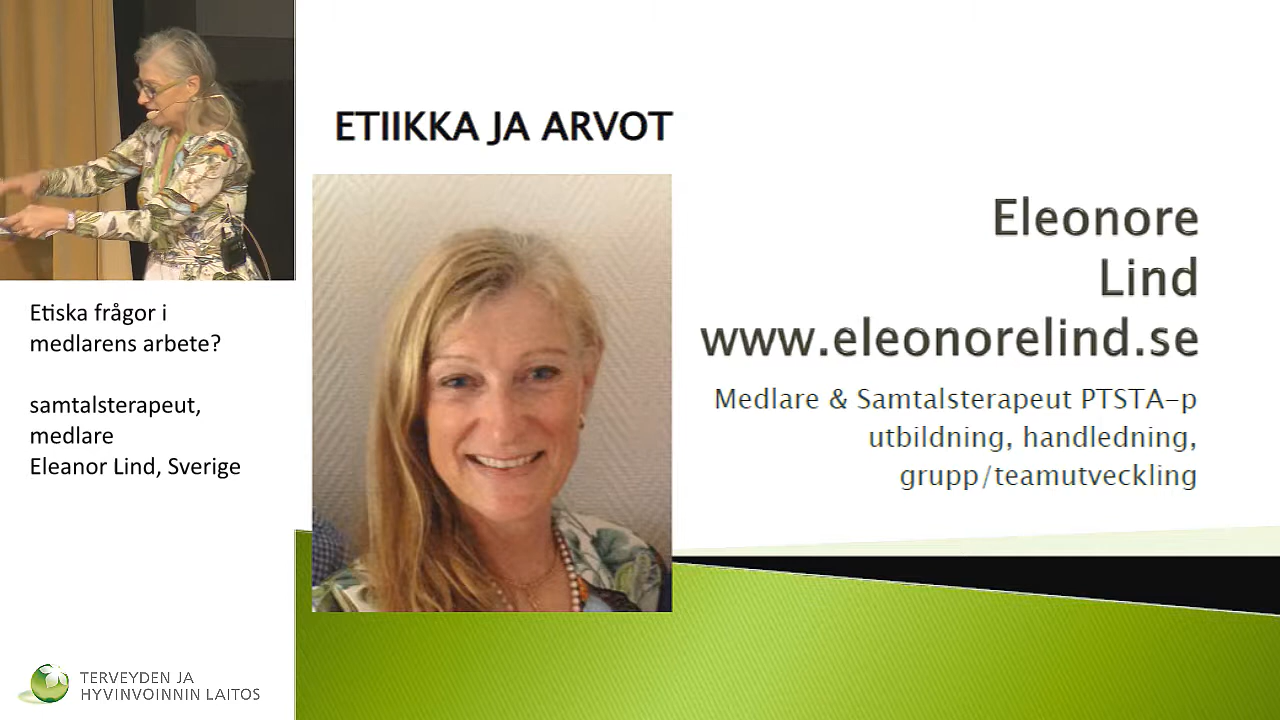 Etiska frågor i
medlarens arbete?
samtalsterapeut,
medlare
Eleanor Lind, Sverige
TERVEYDEN JA
HYVINVOINNIN LAITOS
ETIIKKA JA ARVOT
Eleonore
Lind
www.eleonorelind.se
Medlare & Samtalsterapeut PTSTA-p
utbildning, handledning,
grupp/teamutveckling